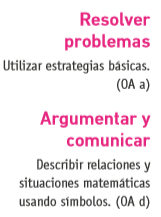 Resolver
problemas
Utilizar estrategias básicas.
(OA a)
Argumentar y
comunicar
Describir relaciones y
situaciones matemáticas
usando símbolos. (OA d)